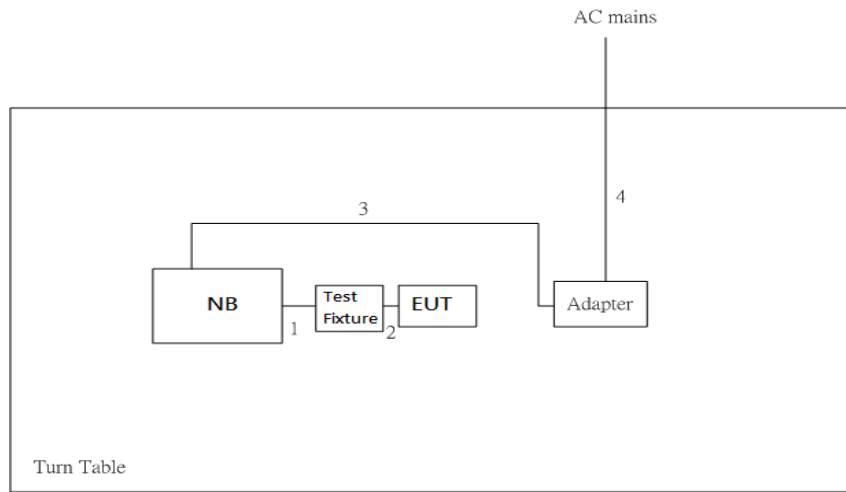 AC mains
4
3
NB
1
Test
Fixture
2
EUT
Adapter
Turn Table